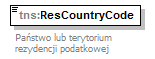 tns:ResCountryCode
Państwo lub terytorium
rezydencji podatkowej